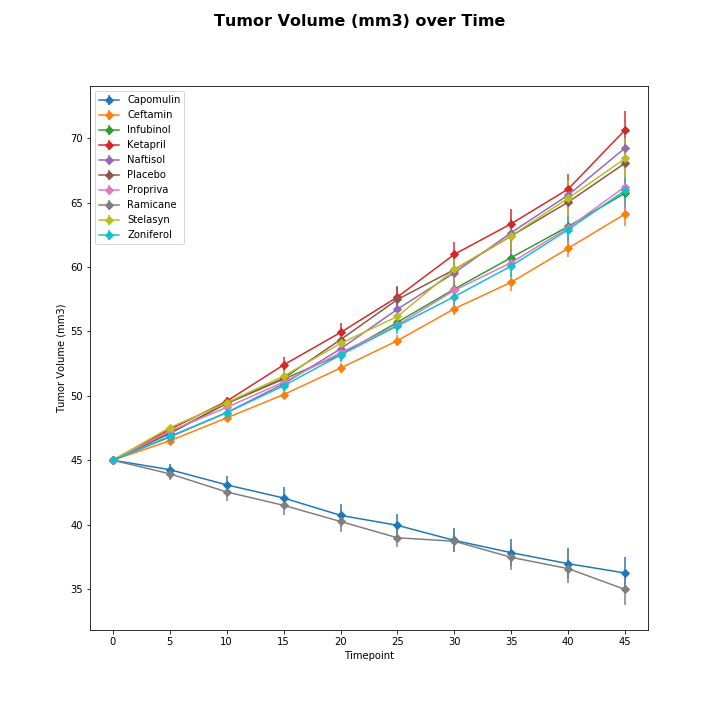 Tumor Volume (mm3) over Time
Capomulin
Ceftamin
Infubinol
Ketapril
Naftisol
Placebo
Propriva
Ramicane
Stelasyn
Zoniferol
Tumor Volume (mm3)
70
65
60
55
50
45
40
35
0 5 10 15 20 25 30 35 40 45
Timepoint